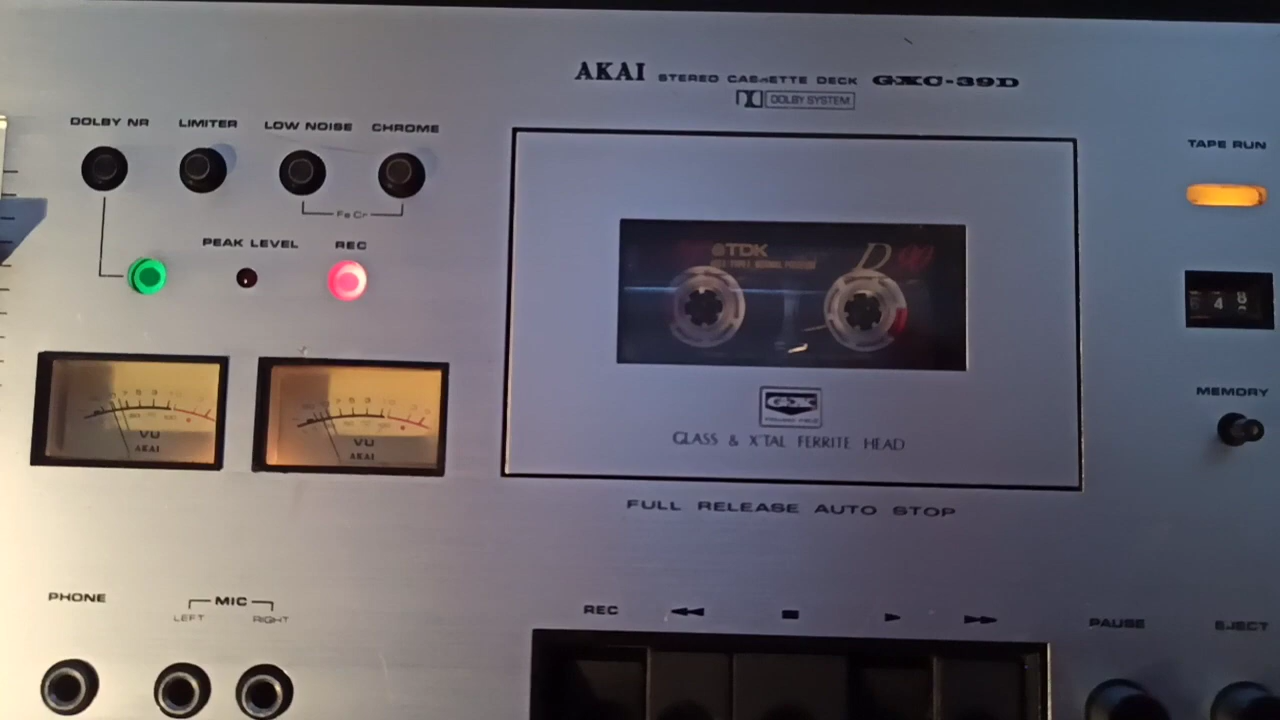 AKAI STEREO CASSETTE DECK GXC-39D
DOLBY SYSTEM
DOLBY NR LIMITER LOW NOISE CHROME
Fe Cr
TAPE RUN
PEAK LEVEL REC
TDK D 90
4 8
VU
AKAI
VU
AKAI
GX
GLASS & X'TAL FERRITE HEAD
MEMORY
FULL RELEASE AUTO STOP
PHONE MIC
LEFT RIGHT
REC PAUSE EJECT